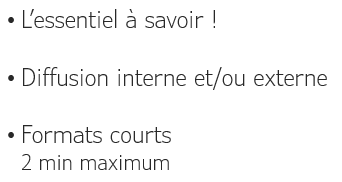 • L'essentiel à savoir !
• Diffusion interne et/ou externe
• Formats courts
2 min maximum